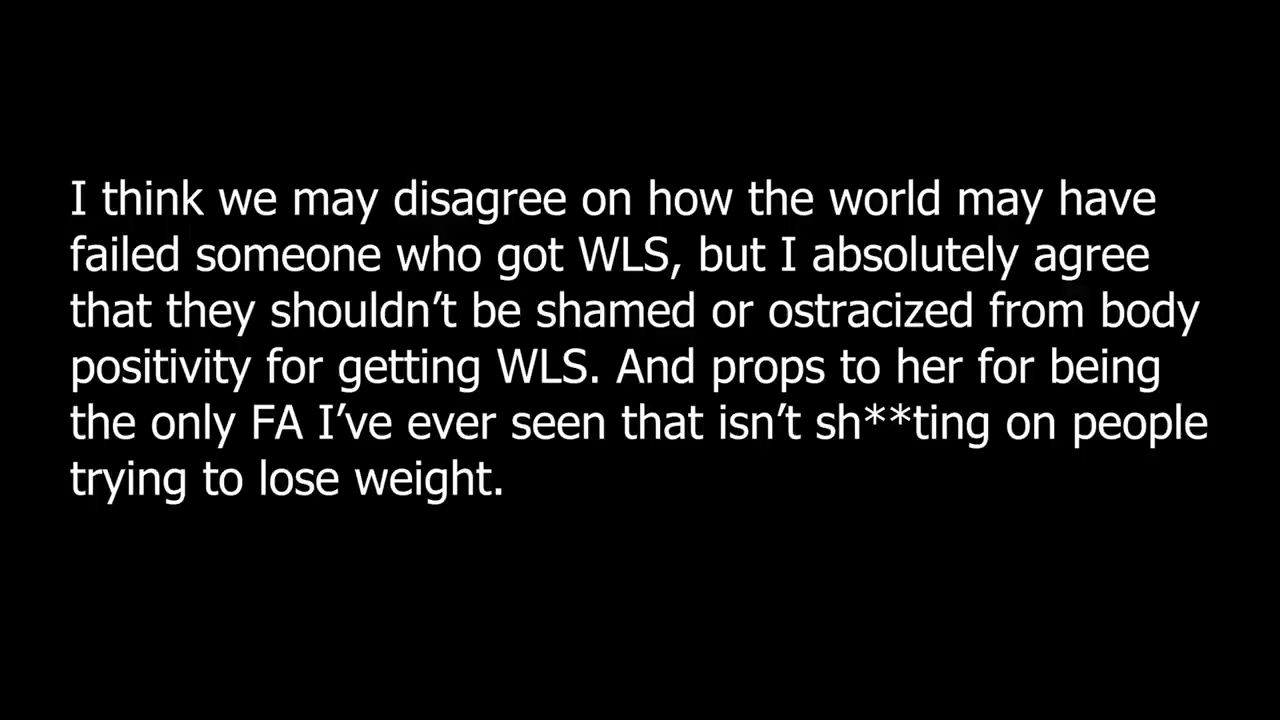 I think we may disagree on how the world may have
failed someone who got WLS, but I absolutely agree
that they shouldn’t be shamed or ostracized from body
positivity for getting WLS. And props to her for being
the only FA I’ve ever seen that isn’t sh**ting on people
trying to lose weight.